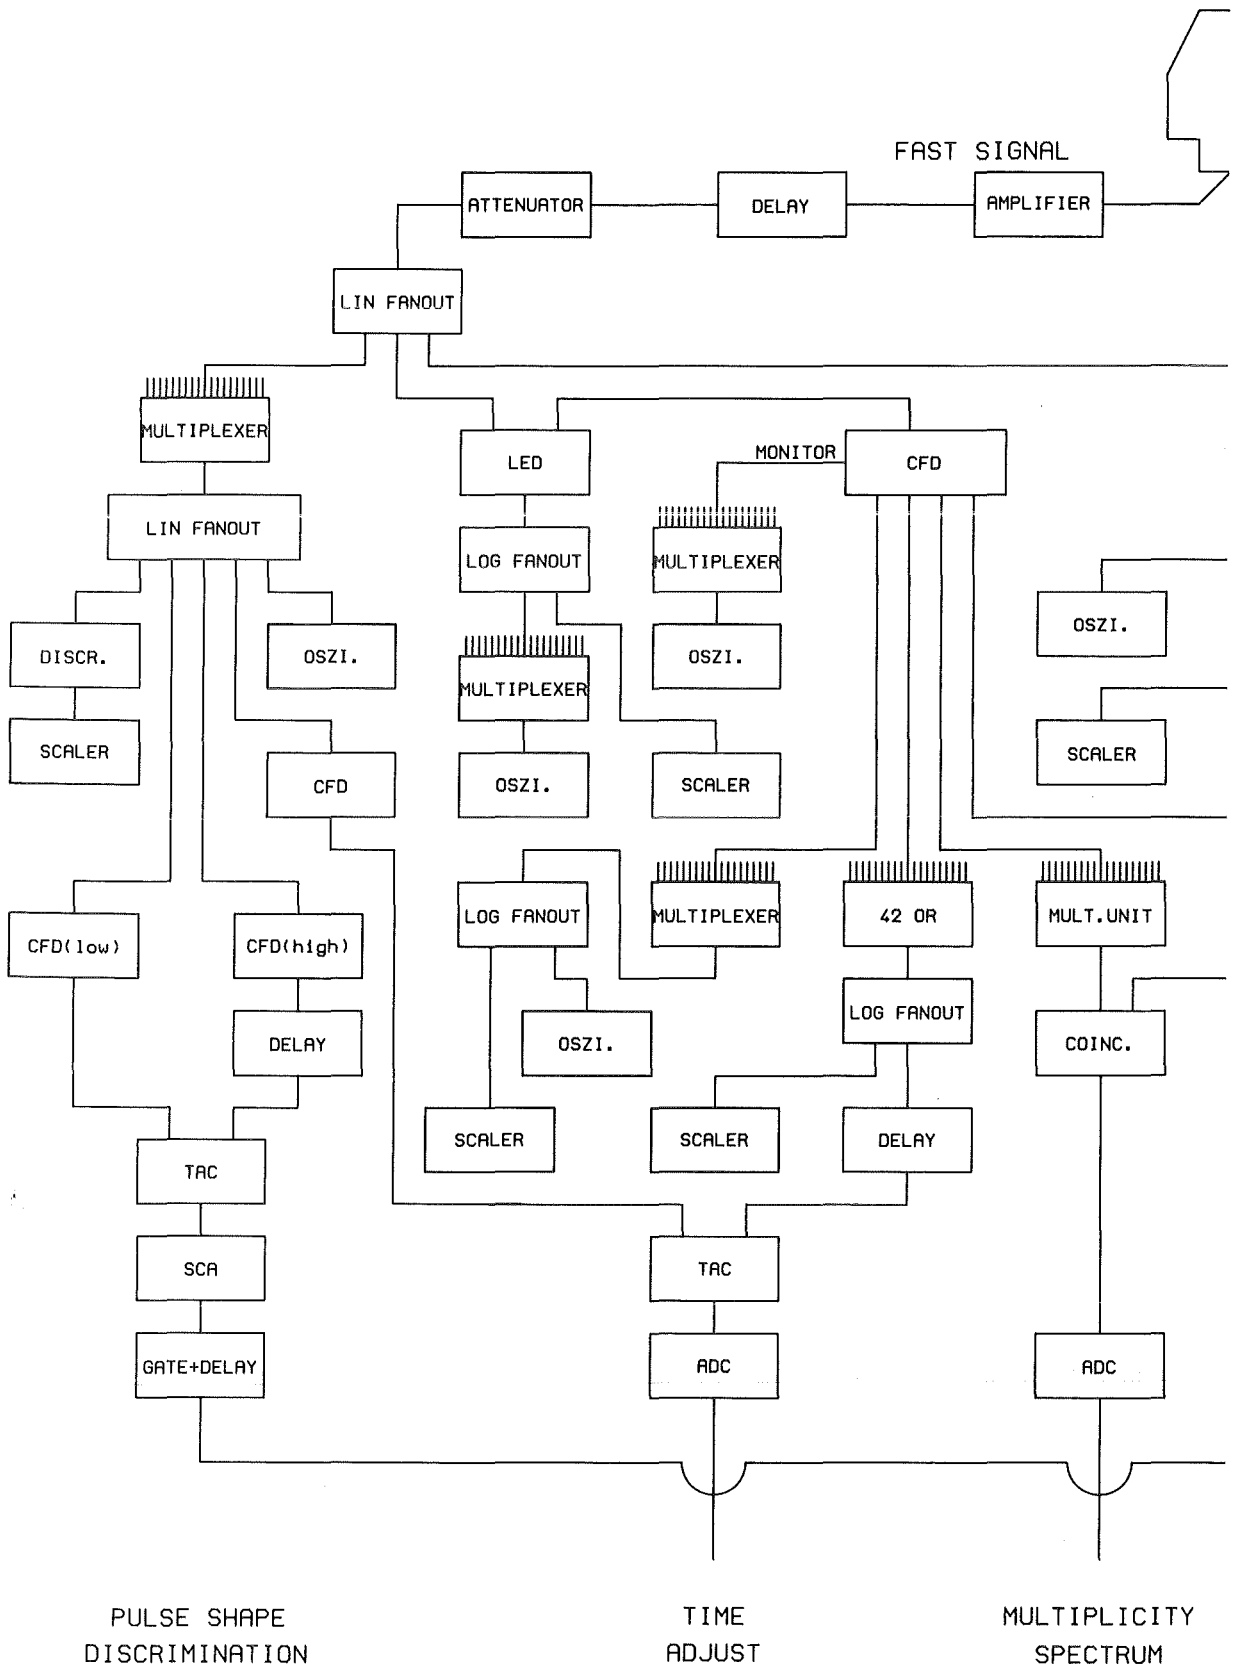 FAST SIGNAL
ATTENUATOR
DELAY
AMPLIFIER
LIN FANOUT
MULTIPLEXER
LED
MONITOR
CFD
LIN FANOUT
LOG FANOUT
MULTIPLEXER
OSZI.
DISCR.
OSZI.
OSZI.
MULTIPLEXER
SCALER
SCALER
CFD
OSZI.
SCALER
LOG FANOUT
MULTIPLEXER
42 OR
MULT.UNIT
CFD(low)
CFD(high)
LOG FANOUT
DELAY
OSZI.
COINC.
SCALER
SCALER
DELAY
TAC
SCA
TAC
GATE+DELAY
ADC
ADC
PULSE SHAPE
DISCRIMINATION
TIME
ADJUST
MULTIPLICITY
SPECTRUM